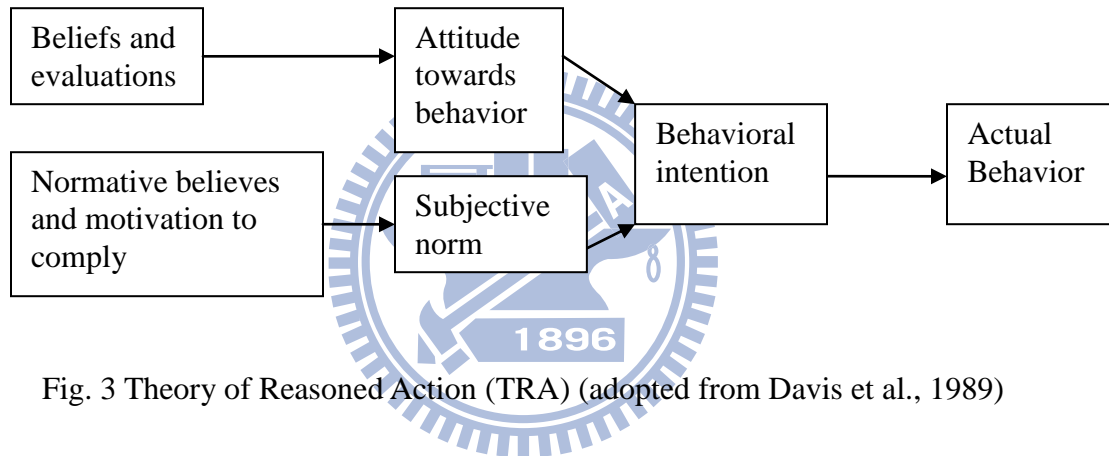 Beliefs and
evaluations
Attitude
towards
behavior
Behavioral
intention
Actual
Behavior
Normative believes
and motivation to
comply
Subjective
norm
1896
Fig. 3 Theory of Reasoned Action (TRA) (adopted from Davis et al., 1989)